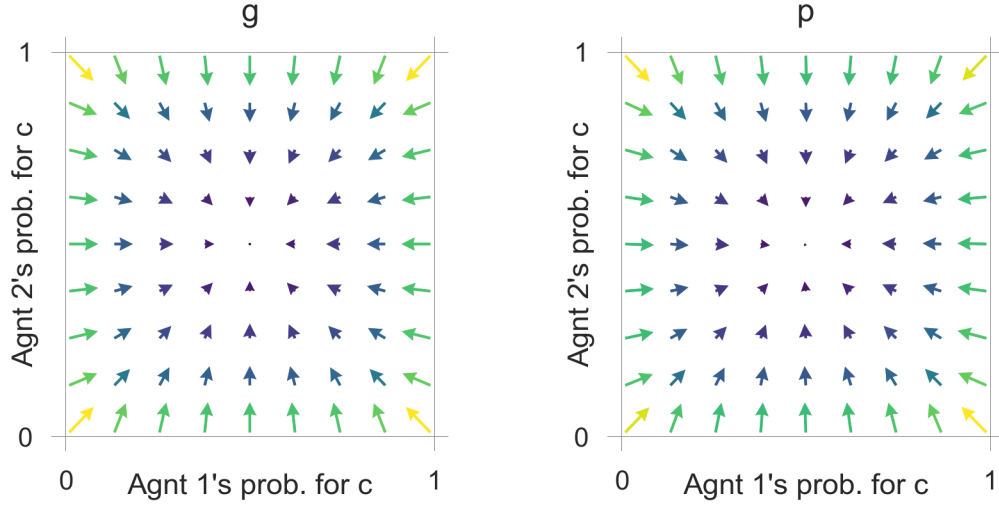 g
1
Agnt 2's prob. for c
0
0
Agnt 1's prob. for c
1
p
1
Agnt 2's prob. for c
0
0
Agnt 1's prob. for c
1